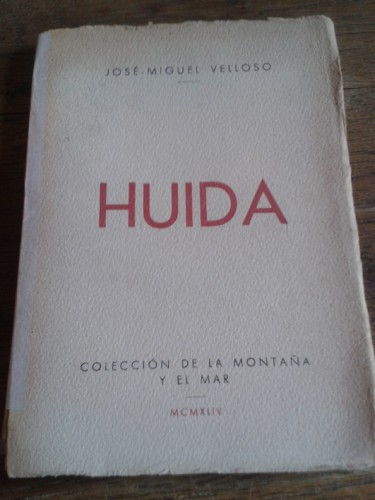 JOSÉ-MIGUEL VELLOSO
HUIDA
COLECCIÓN DE LA MONTAÑA
Y EL MAR
MCMXLIV